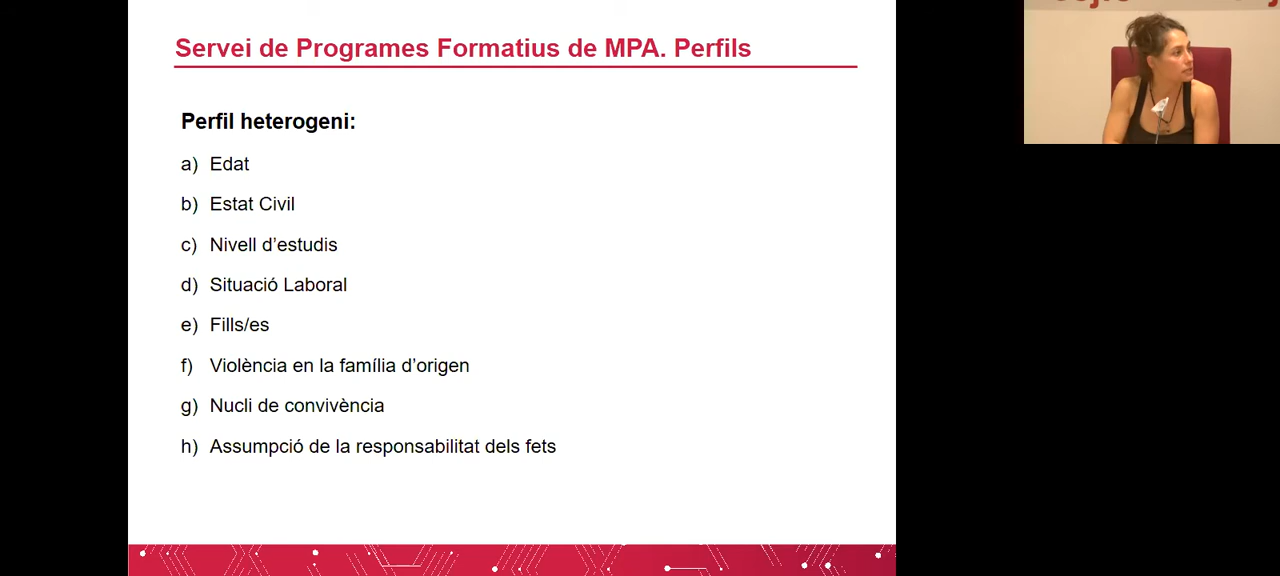 Servei de Programes Formatius de MPA. Perfils
Perfil heterogeni:
a) Edat
b) Estat Civil
c) Nivell d’estudis
d) Situació Laboral
e) Fills/es
f) Violència en la família d’origen
g) Nucli de convivència
h) Assumpció de la responsabilitat dels fets